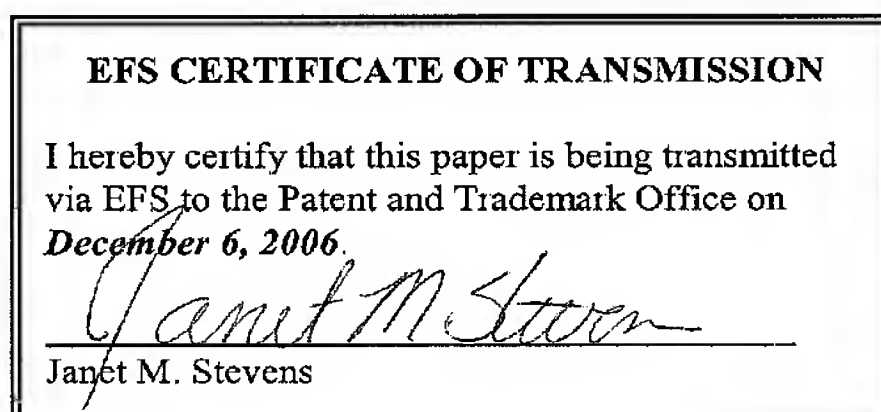 EFS CERTIFICATE OF TRANSMISSION
I hereby certify that this paper is being transmitted
via EFS to the Patent and Trademark Office on
December 6, 2006.
Janet M Stevens
Janet M. Stevens